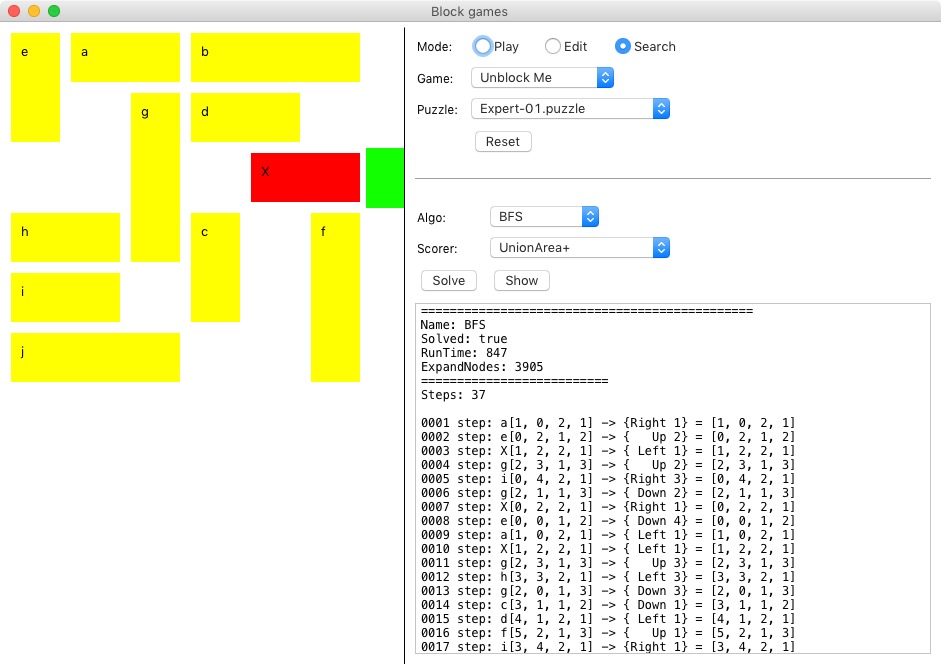 Block games
e a b
g d
X
h c f
i
j
Mode: Play Edit Search
Game: Unblock Me
Puzzle: Expert-01.puzzle
Reset
Algo: BFS
Scorer: UnionArea+
Solve Show
==============================================
Name: BFS
Solved: true
RunTime: 847
ExpandNodes: 3905
==========================
Steps: 37
0001 step: a[1, 0, 2, 1] -> {Right 1} = [1, 0, 2, 1]
0002 step: e[0, 2, 1, 2] -> {   Up 2} = [0, 2, 1, 2]
0003 step: X[1, 2, 2, 1] -> { Left 1} = [1, 2, 2, 1]
0004 step: g[2, 3, 1, 3] -> {   Up 2} = [2, 3, 1, 3]
0005 step: i[0, 4, 2, 1] -> {Right 3} = [0, 4, 2, 1]
0006 step: g[2, 1, 1, 3] -> { Down 2} = [2, 1, 1, 3]
0007 step: X[0, 2, 2, 1] -> {Right 1} = [0, 2, 2, 1]
0008 step: e[0, 0, 1, 2] -> { Down 4} = [0, 0, 1, 2]
0009 step: a[1, 0, 2, 1] -> { Left 1} = [1, 0, 2, 1]
0010 step: X[1, 2, 2, 1] -> { Left 1} = [1, 2, 2, 1]
0011 step: g[2, 3, 1, 3] -> {   Up 3} = [2, 3, 1, 3]
0012 step: h[3, 3, 2, 1] -> { Left 3} = [3, 3, 2, 1]
0013 step: g[2, 0, 1, 3] -> { Down 3} = [2, 0, 1, 3]
0014 step: c[3, 1, 1, 2] -> { Down 1} = [3, 1, 1, 2]
0015 step: d[4, 1, 2, 1] -> { Left 1} = [4, 1, 2, 1]
0016 step: f[5, 2, 1, 3] -> {   Up 1} = [5, 2, 1, 3]
0017 step: i[3, 4, 2, 1] -> {Right 1} = [3, 4, 2, 1]